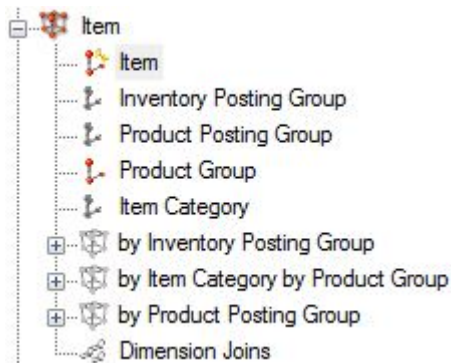 Item
Item
Inventory Posting Group
Product Posting Group
Product Group
Item Category
by Inventory Posting Group
by Item Category by Product Group
by Product Posting Group
Dimension Joins